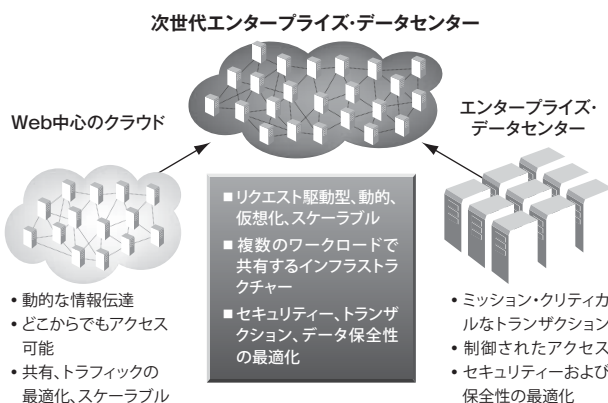 次世代エンタープライズ・データセンター
Web中心のクラウド
エンタープライズ・
データセンター
■ リクエスト駆動型、動的、
仮想化、スケーラブル
■ 複数のワークロードで
共有するインフラストラ
クチャー
■ セキュリティー、トランザ
クション、データ保全性
の最適化
• 動的な情報伝達
• どこからでもアクセス
可能
• 共有、トラフィックの
最適化、スケーラブル
• ミッション・クリティカ
ルなトランザクション
• 制御されたアクセス
• セキュリティーおよび
保全性の最適化